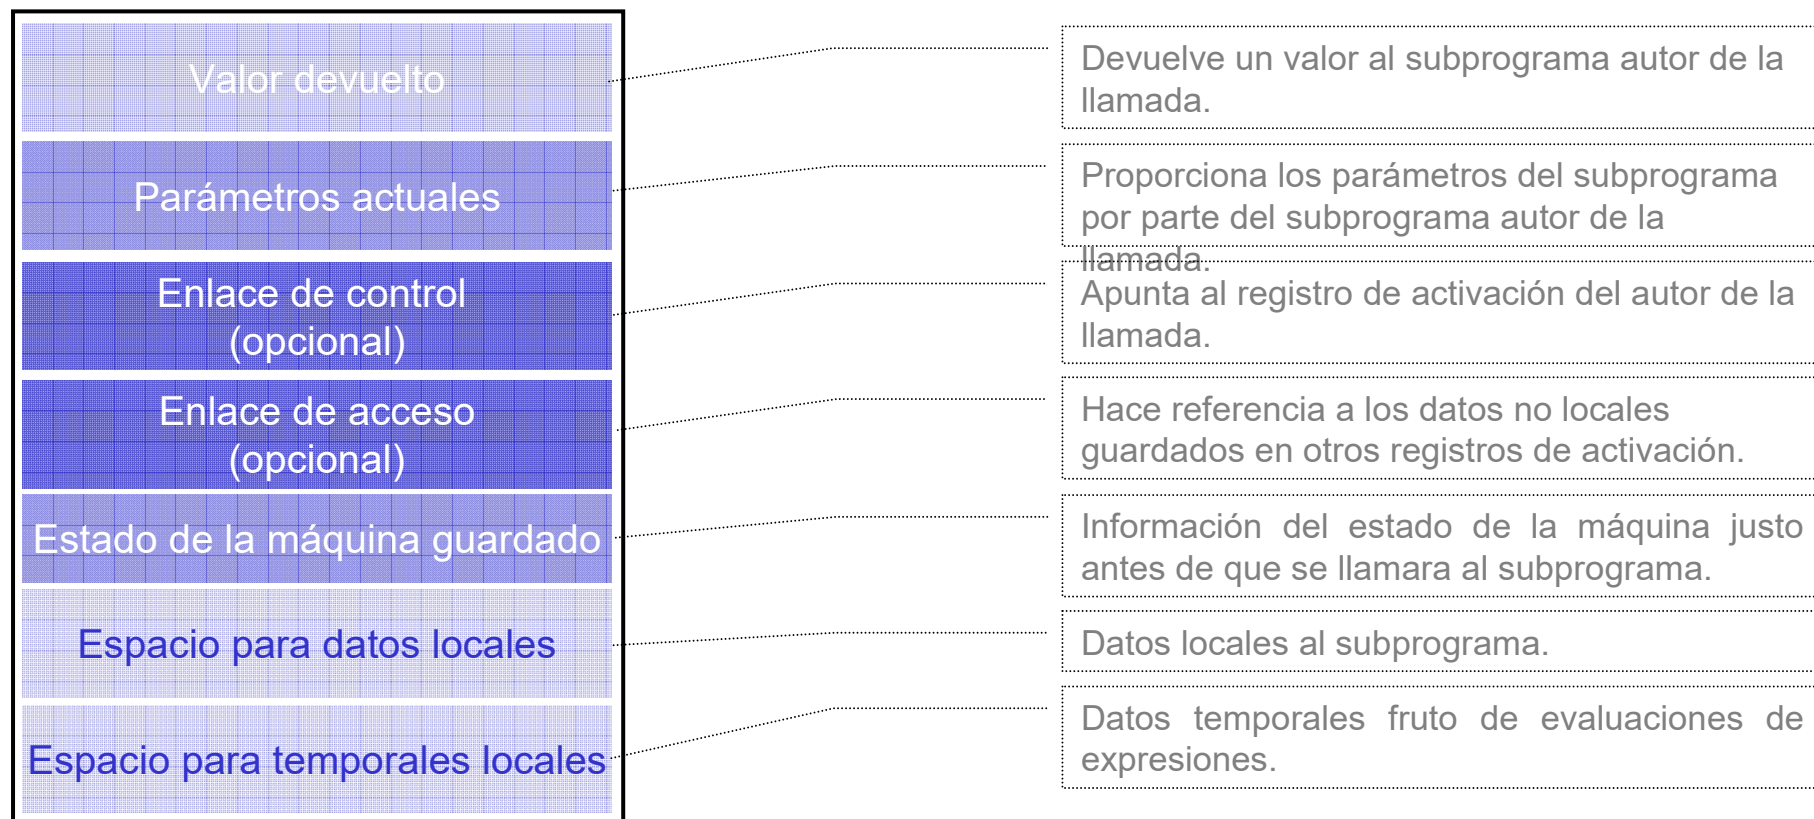 Valor devuelto
Devuelve un valor al subprograma autor de la
llamada.
Parámetros actuales
Proporciona los parámetros del subprograma
por parte del subprograma autor de la
llamada.
Enlace de control
(opcional)
Apunta al registro de activación del autor de la
llamada.
Enlace de acceso
(opcional)
Hace referencia a los datos no locales
guardados en otros registros de activación.
Estado de la máquina guardado
Información del estado de la máquina justo
antes de que se llamara al subprograma.
Espacio para datos locales
Datos locales al subprograma.
Espacio para temporales locales
Datos temporales fruto de evaluaciones de
expresiones.